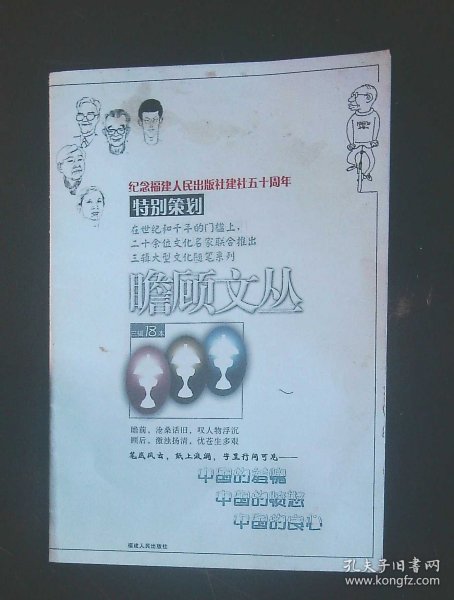 纪念福建人民出版社建社五十周年
特别策划
在世纪和千年的门槛上，
二十余位文化名家联合推出
三辑大型文化随笔系列
瞻顾文丛
三辑18本
瞻前，沧桑话旧，叹人物浮沉
顾后，激浊扬清，忧苍生多艰
笔底风云，纸上波澜，字里行间可见——
中国的智慧
中国的愤怒
中国的良心
福建人民出版社
孔夫子旧书网
www.kongfz.com